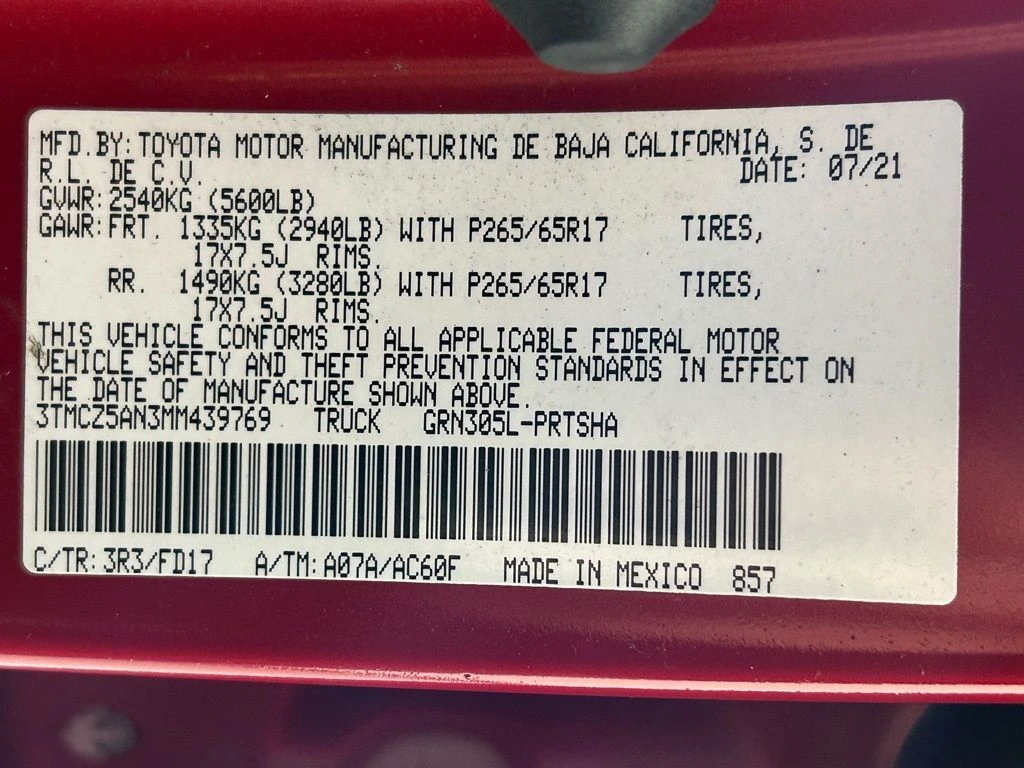 MFD.BY: TOYOTA MOTOR MANUFACTURING DE BAJA CALIFORNIA, S. DE
R.L. DE C.V. DATE: 07/21
GVWR: 2540KG (5600LB)
GAWR: FRT. 1335KG (2940LB) WITH P265/65R17 TIRES,
17X7.5J RIMS.
RR. 1490KG (3280LB) WITH P265/65R17 TIRES,
17X7.5J RIMS.
THIS VEHICLE CONFORMS TO ALL APPLICABLE FEDERAL MOTOR
VEHICLE SAFETY AND THEFT PREVENTION STANDARDS IN EFFECT ON
THE DATE OF MANUFACTURE SHOWN ABOVE.
3TMCZ5AN3MM439769 TRUCK GRN305L-PRTSHA
C/TR: 3R3/FD17 A/TM: A07A/AC60F MADE IN MEXICO 857